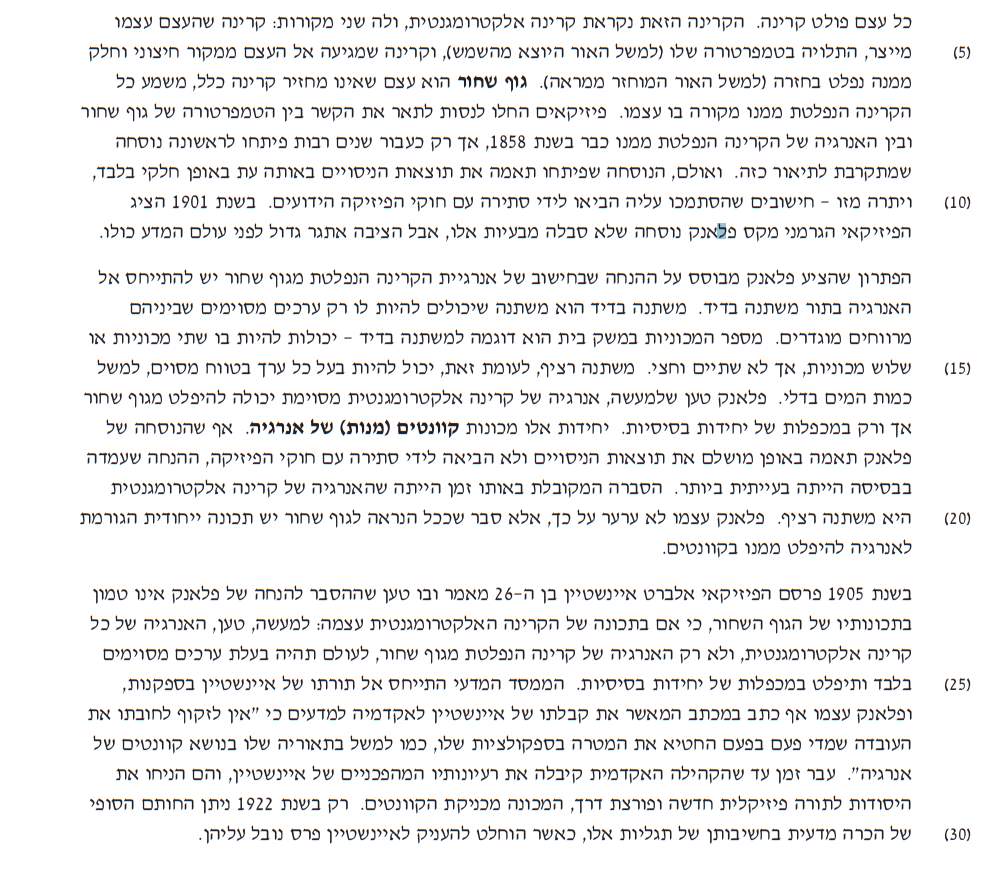 כל עצם פולט קרינה. הקרינה הזאת נקראת קרינה אלקטרומגנטית, ולה שני מקורות: קרינה שהעצם עצמו
(5) מייצר, התלויה בטמפרטורה שלו (למשל האור היוצא מהשמש), וקרינה שמגיעה אל העצם ממקור חיצוני וחלק
ממנה נפלט בחזרה (למשל האור המוחזר ממראה). גוף שחור הוא עצם שאינו מחזיר קרינה כלל, משמע כל
הקרינה הנפלטת ממנו מקורה בו עצמו. פיזיקאים החלו לנסות לתאר את הקשר בין הטמפרטורה של גוף שחור
ובין האנרגיה של הקרינה הנפלטת ממנו כבר בשנת 1858, אך רק כעבור שנים רבות פיתחו לראשונה נוסחה
שמתקרבת לתיאור כזה. ואולם, הנוסחה שפיתחו תאמה את תוצאות הניסויים באותה עת באופן חלקי בלבד,
(10) ויתרה מזו – חישובים שהסתמכו עליה הביאו לידי סתירה עם חוקי הפיזיקה הידועים. בשנת 1901 הציג
הפיזיקאי הגרמני מקס פלאנק נוסחה שלא סבלה מבעיות אלו, אבל הציבה אתגר גדול לפני עולם המדע כולו.
הפתרון שהציע פלאנק מבוסס על ההנחה שבחישוב של אנרגיית הקרינה הנפלטת מגוף שחור יש להתייחס אל
האנרגיה בתור משתנה בדיד. משתנה בדיד הוא משתנה שיכולים להיות לו רק ערכים מסוימים שביניהם
מרווחים מוגדרים. מספר המכוניות במשק בית הוא דוגמה למשתנה בדיד – יכולות להיות בו שתי מכוניות או
(15) שלוש מכוניות, אך לא שתיים וחצי. משתנה רציף, לעומת זאת, יכול להיות בעל כל ערך בטווח מסוים, למשל
כמות המים בדלי. פלאנק טען שלמעשה, אנרגיה של קרינה אלקטרומגנטית מסוימת יכולה להיפלט מגוף שחור
אך ורק במכפלות של יחידות בסיסיות. יחידות אלו מכונות קוונטים (מנות) של אנרגיה. אף שהנוסחה של
פלאנק תאמה באופן מושלם את תוצאות הניסויים ולא הביאה לידי סתירה עם חוקי הפיזיקה, ההנחה שעמדה
בבסיסה הייתה בעייתית ביותר. הסברה המקובלת באותו זמן הייתה שהאנרגיה של קרינה אלקטרומגנטית
(20) היא משתנה רציף. פלאנק עצמו לא ערער על כך, אלא סבר שככל הנראה לגוף שחור יש תכונה ייחודית הגורמת
לאנרגיה להיפלט ממנו בקוונטים.
בשנת 1905 פרסם הפיזיקאי אלברט איינשטיין בן ה–26 מאמר ובו טען שההסבר להנחה של פלאנק אינו טמון
בתכונותיו של הגוף השחור, כי אם בתכונה של הקרינה האלקטרומגנטית עצמה: למעשה, טען, האנרגיה של כל
קרינה אלקטרומגנטית, ולא רק האנרגיה של קרינה הנפלטת מגוף שחור, לעולם תהיה בעלת ערכים מסוימים
(25) בלבד ותיפלט במכפלות של יחידות בסיסיות. הממסד המדעי התייחס אל תורתו של איינשטיין בספקנות,
ופלאנק עצמו אף כתב במכתב המאשר את קבלתו של איינשטיין לאקדמיה למדעים כי "אין לזקוף לחובתו את
העובדה שמדי פעם בפעם החטיא את המטרה בספקולציות שלו, כמו למשל בתאוריה שלו בנושא קוונטים של
אנרגיה". עבר זמן עד שהקהילה האקדמית קיבלה את רעיונותיו המהפכניים של איינשטיין, והם הניחו את
היסודות לתורה פיזיקלית חדשה ופורצת דרך, המכונה מכניקת הקוונטים. רק בשנת 1922 ניתן החותם הסופי
(30) של הכרה מדעית בחשיבותן של תגליות אלו, כאשר הוחלט להעניק לאיינשטיין פרס נובל עליהן.